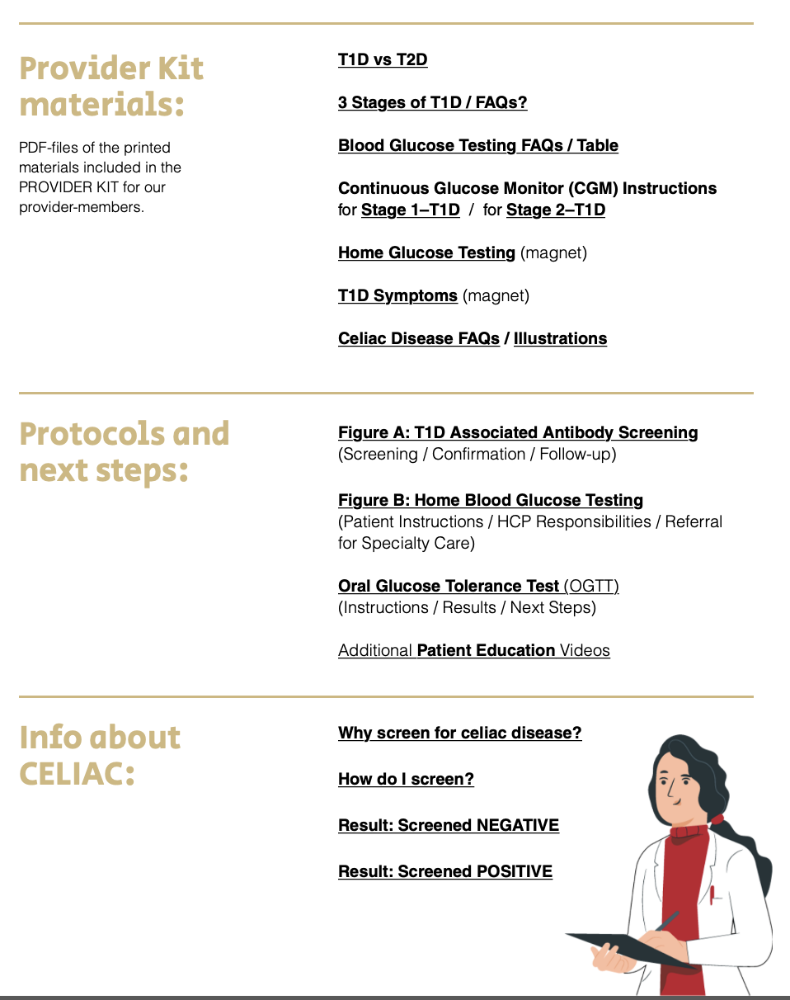 Provider Kit
materials:
PDF-files of the printed
materials included in the
PROVIDER KIT for our
provider-members.
T1D vs T2D
3 Stages of T1D / FAQs?
Blood Glucose Testing FAQs / Table
Continuous Glucose Monitor (CGM) Instructions
for Stage 1–T1D / for Stage 2–T1D
Home Glucose Testing (magnet)
T1D Symptoms (magnet)
Celiac Disease FAQs / Illustrations
Protocols and
next steps:
Figure A: T1D Associated Antibody Screening
(Screening / Confirmation / Follow-up)
Figure B: Home Blood Glucose Testing
(Patient Instructions / HCP Responsibilities / Referral
for Specialty Care)
Oral Glucose Tolerance Test (OGTT)
(Instructions / Results / Next Steps)
Additional Patient Education Videos
Info about
CELIAC:
Why screen for celiac disease?
How do I screen?
Result: Screened NEGATIVE
Result: Screened POSITIVE